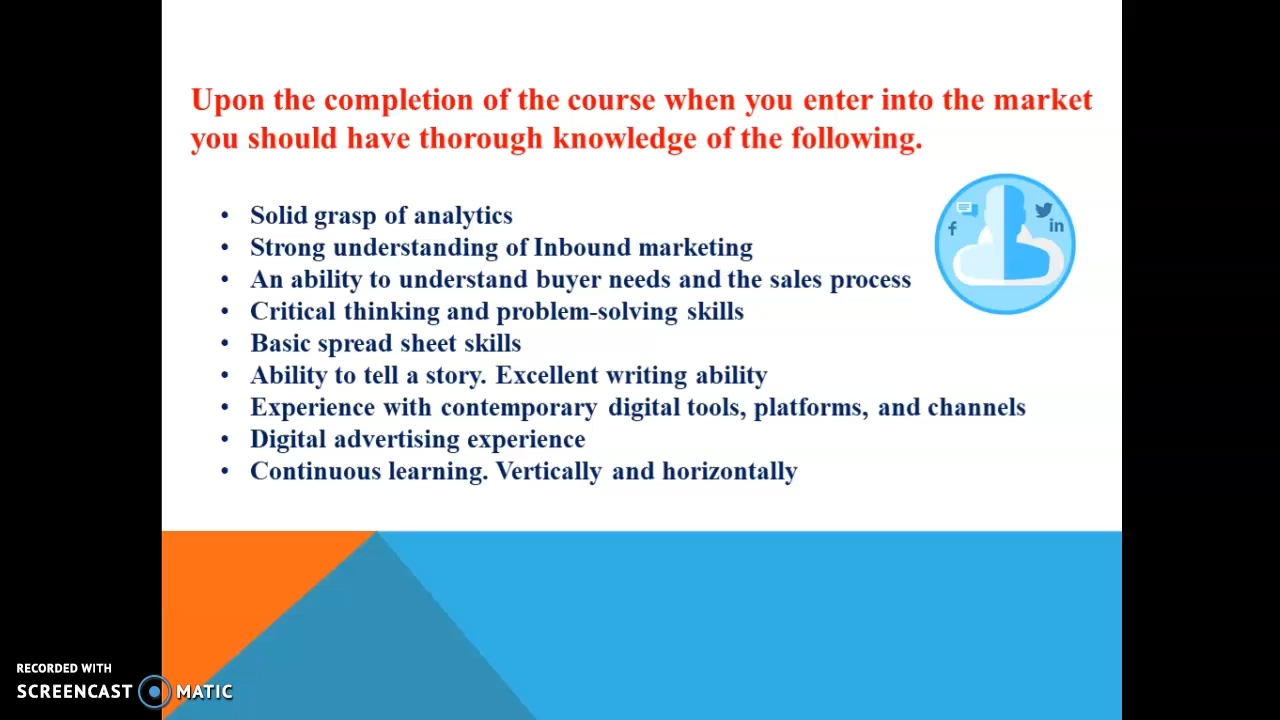 Upon the completion of the course when you enter into the market
you should have thorough knowledge of the following.
• Solid grasp of analytics
• Strong understanding of Inbound marketing
• An ability to understand buyer needs and the sales process
• Critical thinking and problem-solving skills
• Basic spread sheet skills
• Ability to tell a story. Excellent writing ability
• Experience with contemporary digital tools, platforms, and channels
• Digital advertising experience
• Continuous learning. Vertically and horizontally
f
in
RECORDED WITH
SCREENCAST MATIC